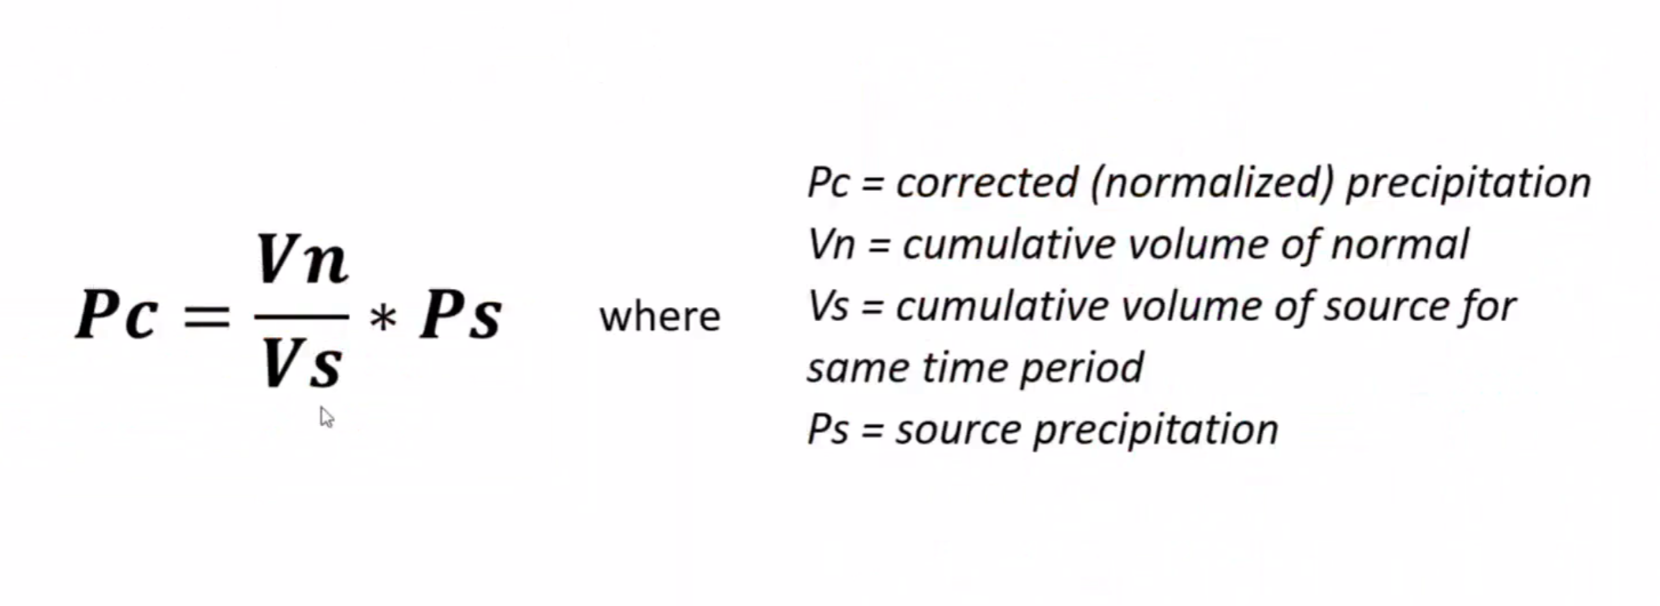 Pc = Vn / Vs * Ps where
Pc = corrected (normalized) precipitation
Vn = cumulative volume of normal
Vs = cumulative volume of source for
same time period
Ps = source precipitation